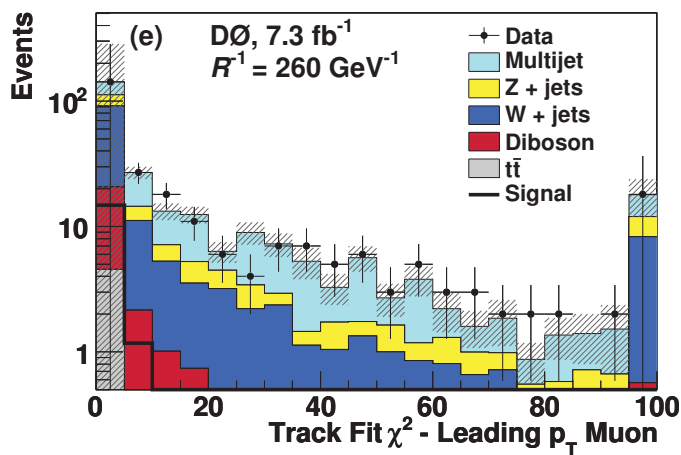 (e)
DØ, 7.3 fb⁻¹
R⁻¹ = 260 GeV⁻¹
Data
Multijet
Z + jets
W + jets
Diboson
tt̄
Signal
Events
10²
10
1
0 20 40 60 80 100
Track Fit χ² - Leading p_T Muon